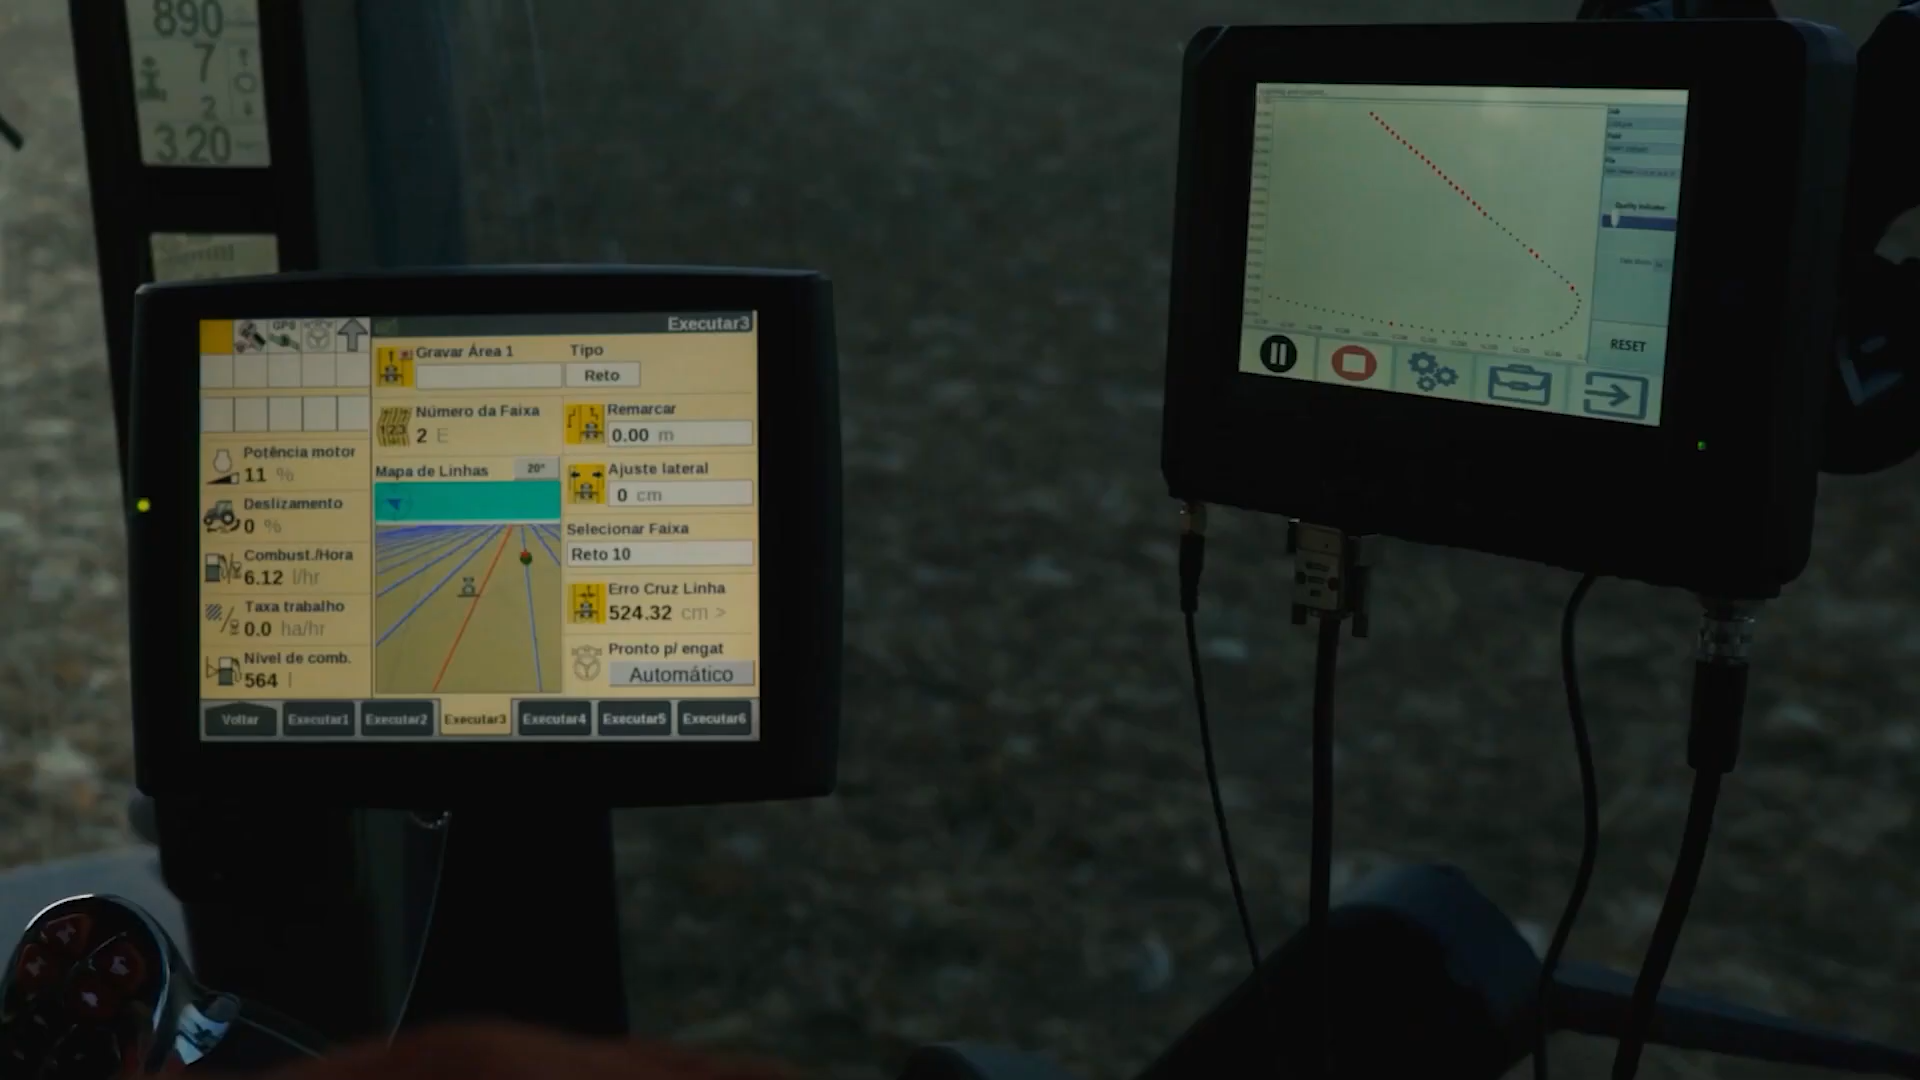 890
7
2
3.20
GPS
Executar3
Gravar Área 1
Tipo
Reto
Número da Faixa
2 E
Remarcar
0.00 m
Potência motor
11 %
Mapa de Linhas
20°
Ajuste lateral
0 cm
Deslizamento
0 %
Selecionar Faixa
Reto 10
Combust./Hora
6.12 l/hr
Erro Cruz Linha
524.32 cm >
Taxa trabalho
0.0 ha/hr
Pronto p/ engat
Automático
Nível de comb.
564 l
Voltar
Executar1
Executar2
Executar3
Executar4
Executar5
Executar6
Quality Indicator
RESET